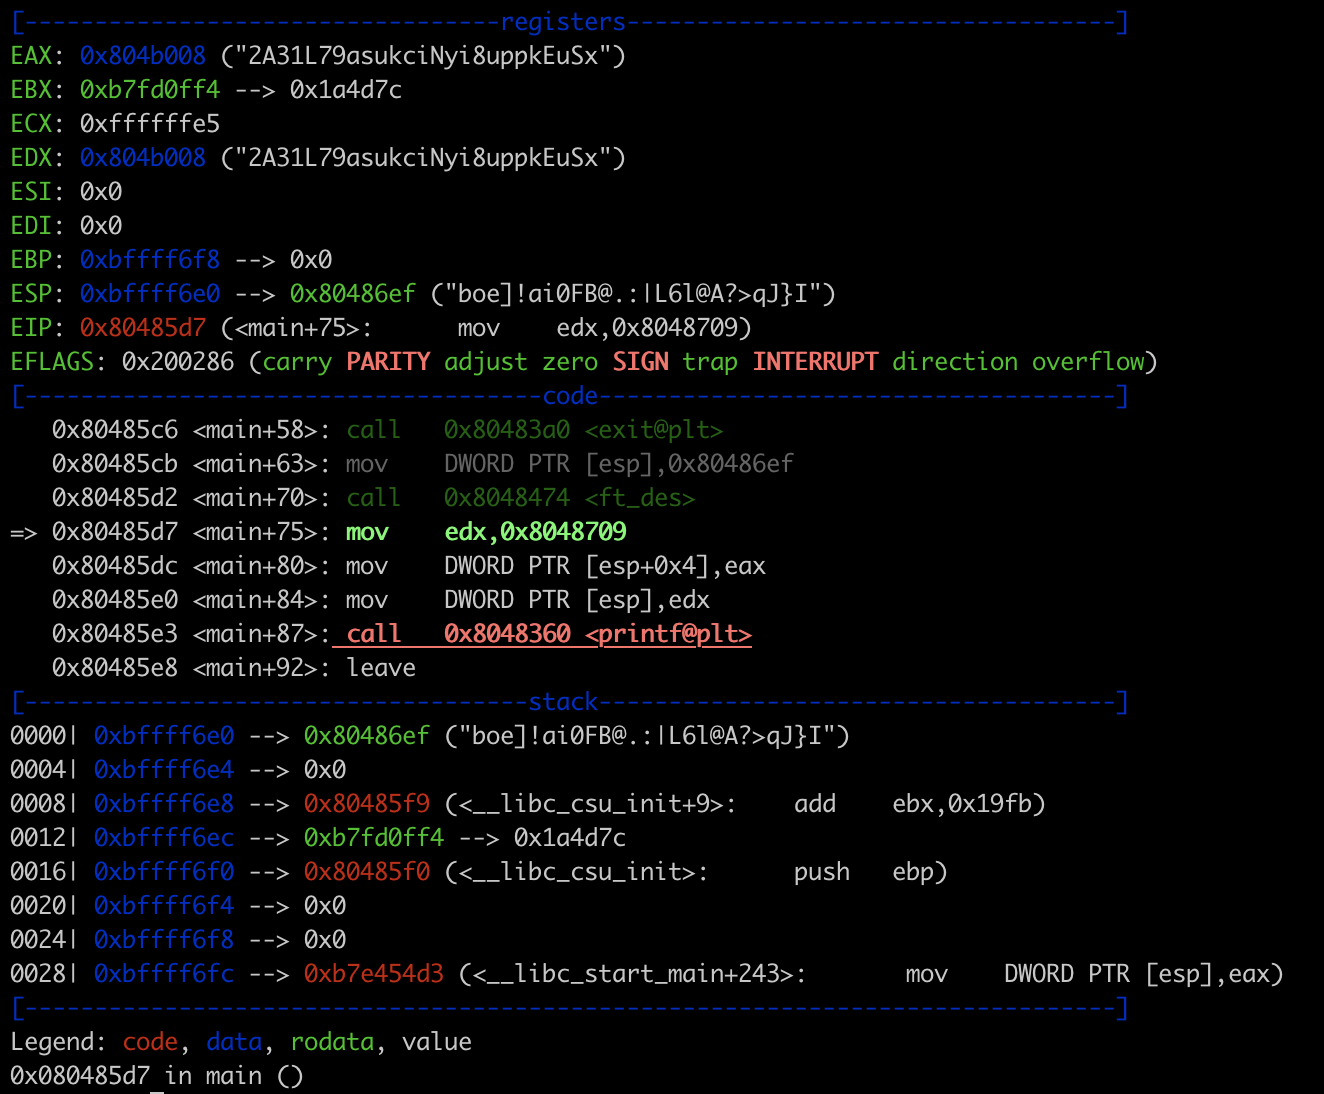 [----------------------------------registers-----------------------------------]
EAX: 0x804b008 ("2A31L79asukciNyi8uppkEuSx")
EBX: 0xb7fd0ff4 --> 0x1a4d7c
ECX: 0xffffffe5
EDX: 0x804b008 ("2A31L79asukciNyi8uppkEuSx")
ESI: 0x0
EDI: 0x0
EBP: 0xbffff6f8 --> 0x0
ESP: 0xbffff6e0 --> 0x80486ef ("boe]!ai0FB@.:|L6l@A?>qJ}I")
EIP: 0x80485d7 (<main+75>:      mov    edx,0x8048709)
EFLAGS: 0x200286 (carry PARITY adjust zero SIGN trap INTERRUPT direction overflow)
[-------------------------------------code-------------------------------------]
   0x80485c6 <main+58>: call   0x80483a0 <exit@plt>
   0x80485cb <main+63>: mov    DWORD PTR [esp],0x80486ef
   0x80485d2 <main+70>: call   0x8048474 <ft_des>
=> 0x80485d7 <main+75>: mov    edx,0x8048709
   0x80485dc <main+80>: mov    DWORD PTR [esp+0x4],eax
   0x80485e0 <main+84>: mov    DWORD PTR [esp],edx
   0x80485e3 <main+87>: call   0x8048360 <printf@plt>
   0x80485e8 <main+92>: leave
[------------------------------------stack-------------------------------------]
0000| 0xbffff6e0 --> 0x80486ef ("boe]!ai0FB@.:|L6l@A?>qJ}I")
0004| 0xbffff6e4 --> 0x0
0008| 0xbffff6e8 --> 0x80485f9 (<__libc_csu_init+9>:    add    ebx,0x19fb)
0012| 0xbffff6ec --> 0xb7fd0ff4 --> 0x1a4d7c
0016| 0xbffff6f0 --> 0x80485f0 (<__libc_csu_init>:      push   ebp)
0020| 0xbffff6f4 --> 0x0
0024| 0xbffff6f8 --> 0x0
0028| 0xbffff6fc --> 0xb7e454d3 (<__libc_start_main+243>:       mov    DWORD PTR [esp],eax)
[------------------------------------------------------------------------------]
Legend: code, data, rodata, value
0x080485d7 in main ()